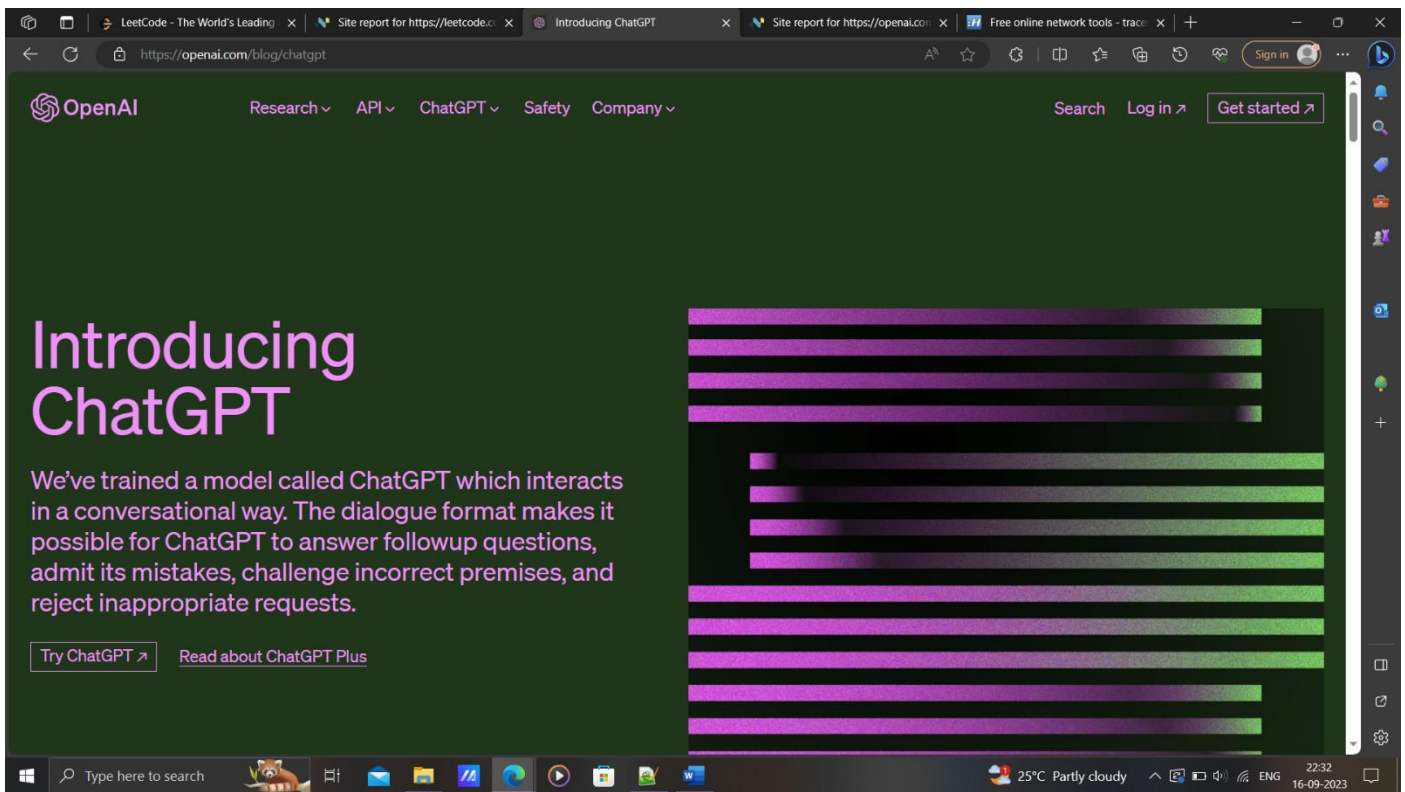 LeetCode - The World's Leading
Site report for https://leetcode.cc
Introducing ChatGPT
Site report for https://openai.com
Free online network tools - trace
https://openai.com/blog/chatgpt
Sign in
OpenAI
Research
API
ChatGPT
Safety
Company
Search
Log in
Get started
Introducing
ChatGPT
We've trained a model called ChatGPT which interacts
in a conversational way. The dialogue format makes it
possible for ChatGPT to answer followup questions,
admit its mistakes, challenge incorrect premises, and
reject inappropriate requests.
Try ChatGPT
Read about ChatGPT Plus
Type here to search
25°C Partly cloudy
ENG
22:32
16-09-2023